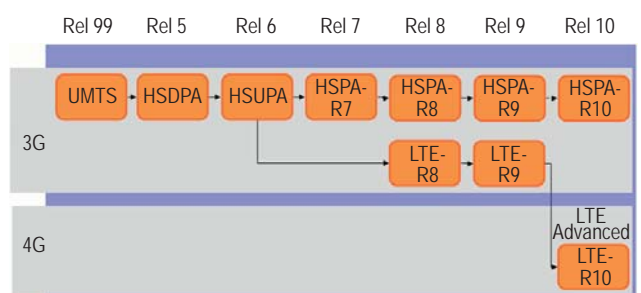 Rel 99 Rel 5 Rel 6 Rel 7 Rel 8 Rel 9 Rel 10
3G
UMTS
HSDPA
HSUPA
HSPA-
R7
HSPA-
R8
HSPA-
R9
HSPA-
R10
LTE-
R8
LTE-
R9
4G
LTE
Advanced
LTE-
R10